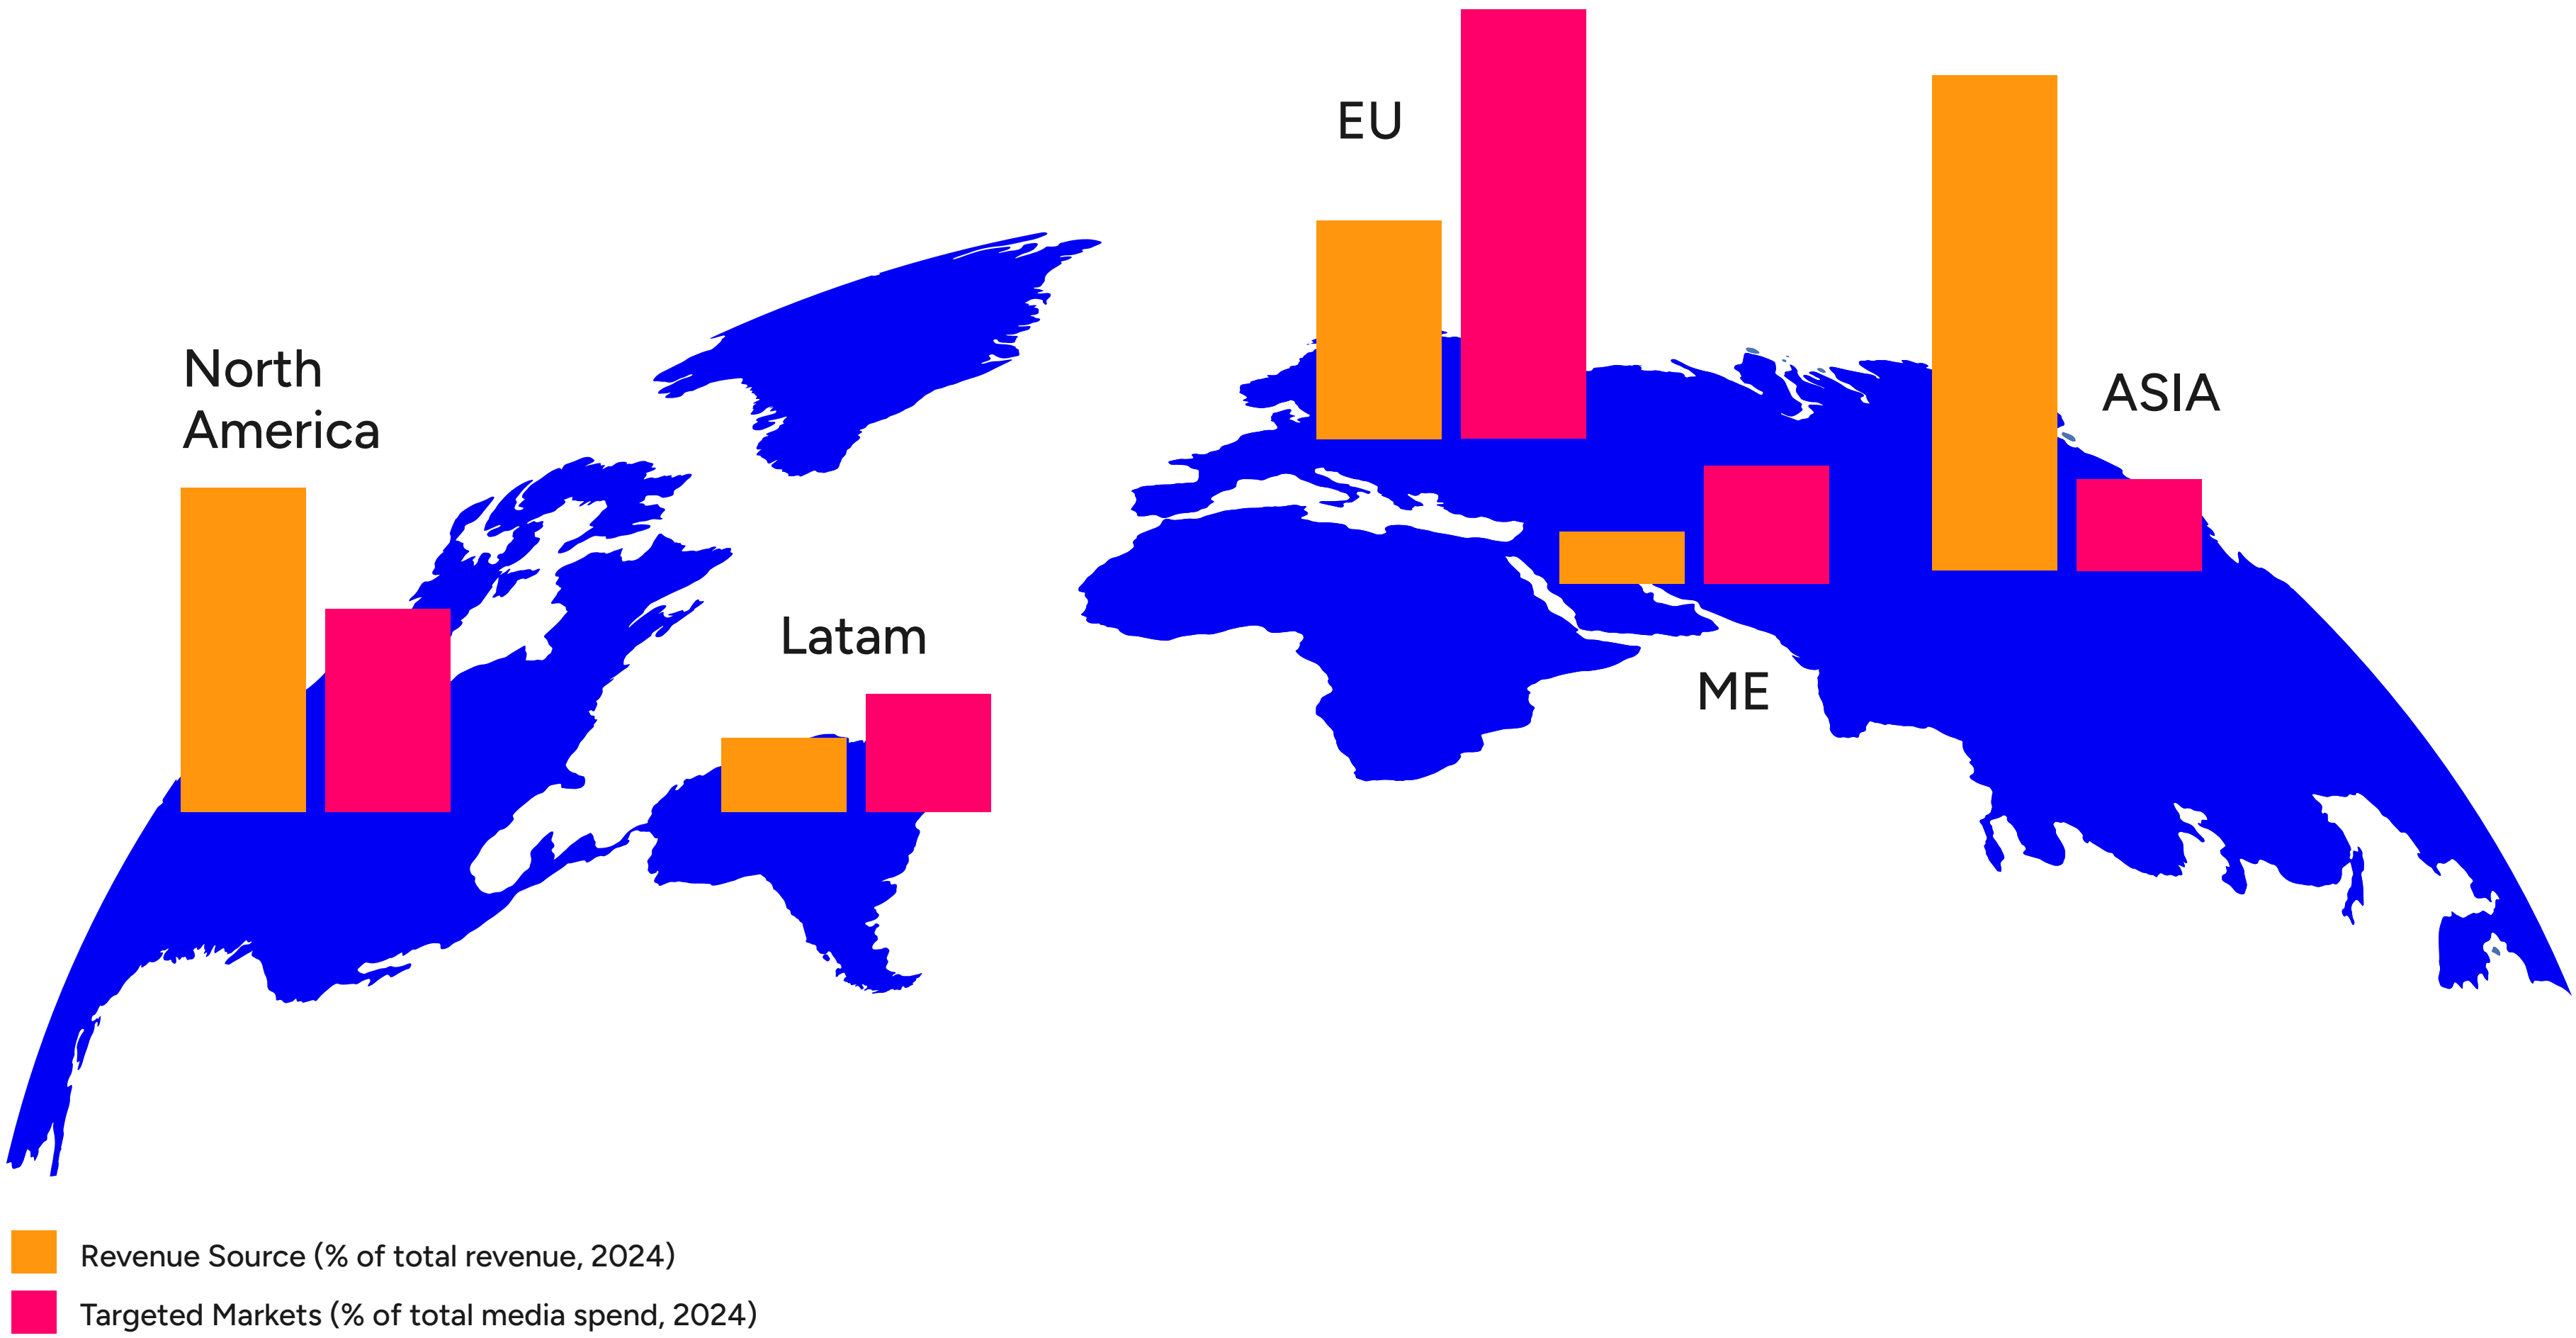 EU
North
America
ASIA
Latam
ME
Revenue Source (% of total revenue, 2024)
Targeted Markets (% of total media spend, 2024)